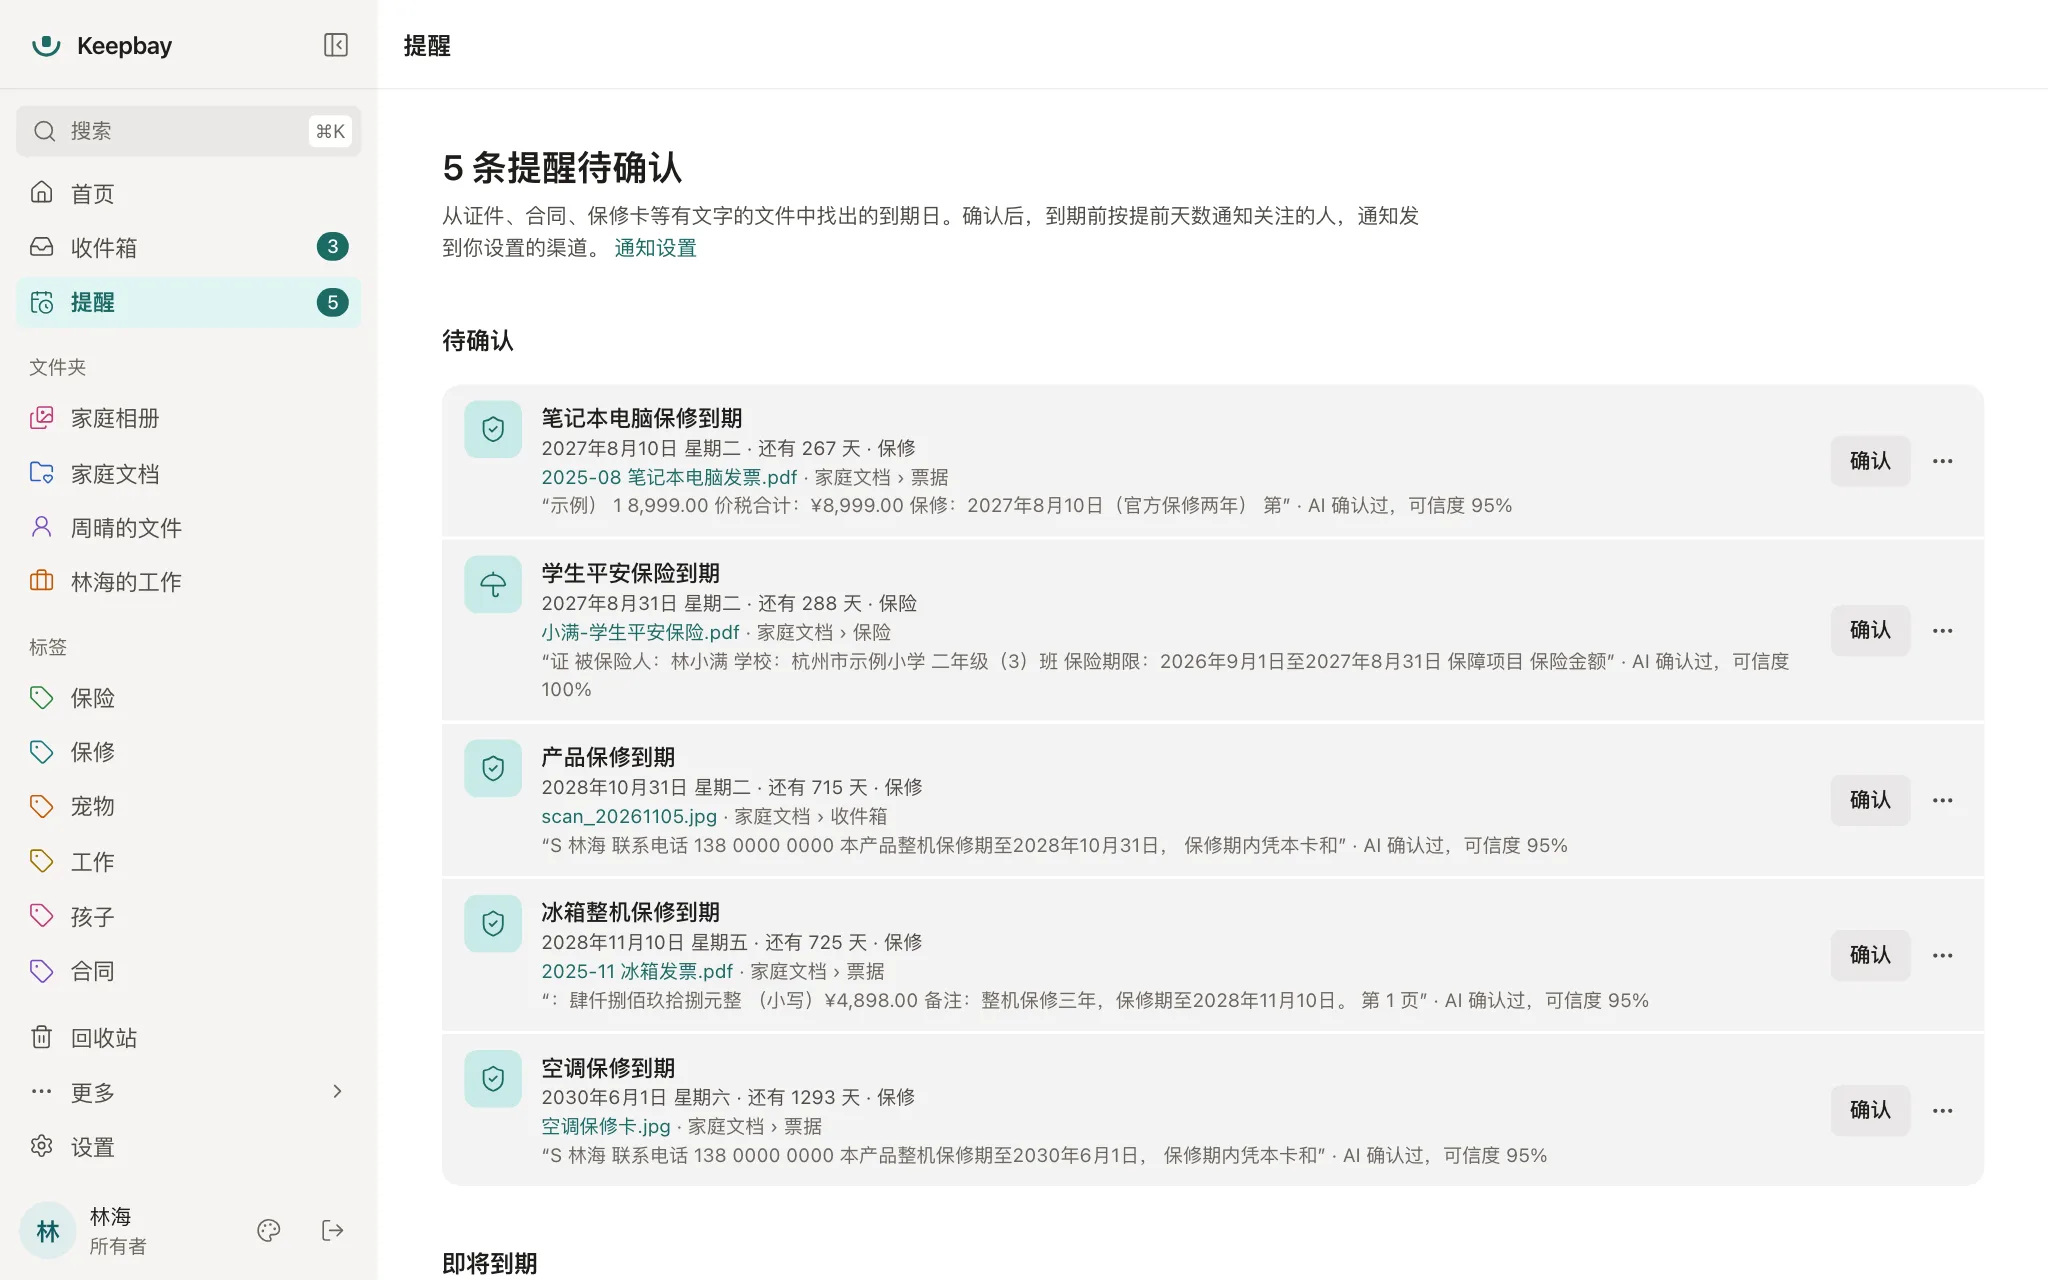 Keepbay
搜索
⌘K
首页
收件箱
3
提醒
5
文件夹
家庭相册
家庭文档
周晴的文件
林海的工作
标签
保险
保修
宠物
工作
孩子
合同
回收站
更多
设置
林
林海
所有者
提醒
5 条提醒待确认
从证件、合同、保修卡等有文字的文件中找出的到期日。确认后，到期前按提前天数通知关注的人，通知发
到你设置的渠道。 通知设置
待确认
笔记本电脑保修到期
2027年8月10日 星期二 · 还有 267 天 · 保修
2025-08 笔记本电脑发票.pdf · 家庭文档 › 票据
“示例） 1 8,999.00 价税合计：¥8,999.00 保修：2027年8月10日（官方保修两年） 第” · AI 确认过，可信度 95%
确认
学生平安保险到期
2027年8月31日 星期二 · 还有 288 天 · 保险
小满-学生平安保险.pdf · 家庭文档 › 保险
“证 被保险人：林小满 学校：杭州市示例小学 二年级（3）班 保险期限：2026年9月1日至2027年8月31日 保障项目 保险金额” · AI 确认过，可信度
100%
确认
产品保修到期
2028年10月31日 星期二 · 还有 715 天 · 保修
scan_20261105.jpg · 家庭文档 › 收件箱
“S 林海 联系电话 138 0000 0000 本产品整机保修期至2028年10月31日， 保修期内凭本卡和” · AI 确认过，可信度 95%
确认
冰箱整机保修到期
2028年11月10日 星期五 · 还有 725 天 · 保修
2025-11 冰箱发票.pdf · 家庭文档 › 票据
“：肆仟捌佰玖拾捌元整 （小写）¥4,898.00 备注：整机保修三年，保修期至2028年11月10日。 第 1 页” · AI 确认过，可信度 95%
确认
空调保修到期
2030年6月1日 星期六 · 还有 1293 天 · 保修
空调保修卡.jpg · 家庭文档 › 票据
“S 林海 联系电话 138 0000 0000 本产品整机保修期至2030年6月1日， 保修期内凭本卡和” · AI 确认过，可信度 95%
确认
即将到期